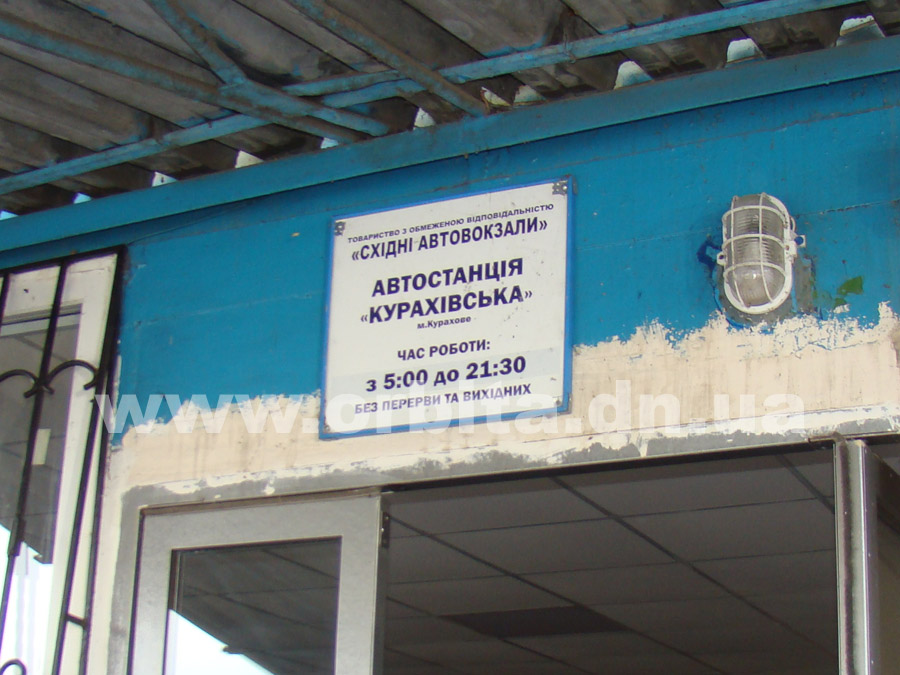 ТОВАРИСТВО З ОБМЕЖЕНОЮ ВІДПОВІДАЛЬНІСТЮ
«СХІДНІ АВТОВОКЗАЛИ»
АВТОСТАНЦІЯ
«КУРАХІВСЬКА»
м.Курахове
ЧАС РОБОТИ:
з 5:00 до 21:30
БЕЗ ПЕРЕРВИ ТА ВИХІДНИХ
www.orbita.dn.ua